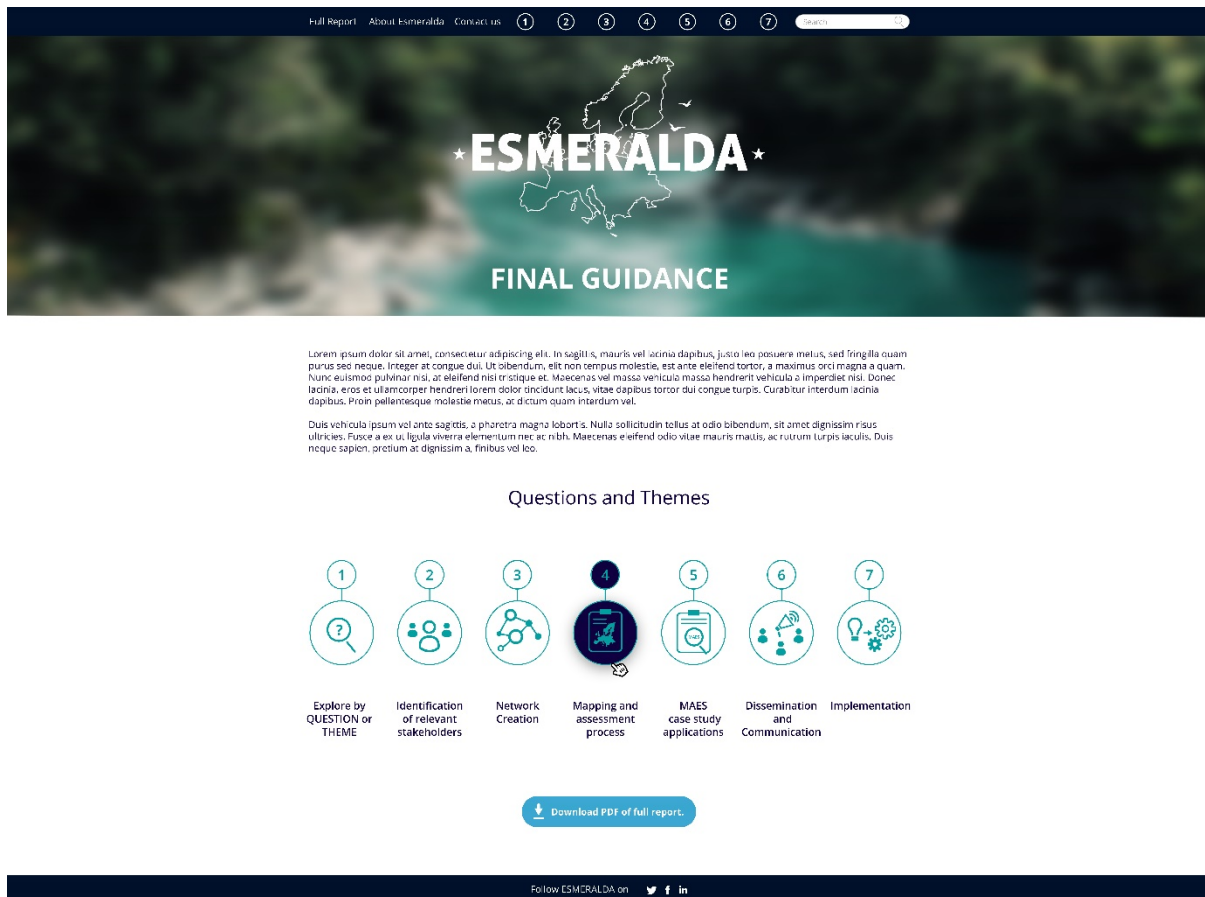 Full Report About Esmeralda Contact us 1 2 3 4 5 6 7 Search
ESMERALDA
FINAL GUIDANCE
Lorem ipsum dolor sit amet, consectetur adipiscing elit. In sagittis, mauris vel lacinia dapibus, justo leo posuere metus, sed fringilla quam
purus sed neque. Integer at congue dui. Ut bibendum, elit non tempus molestie, est ante eleifend tortor, a maximus orci magna a quam.
Nunc euismod pulvinar nisi, at eleifend nisi tristique et. Maecenas vel massa vehicula massa hendrerit vehicula a imperdiet nisi. Donec
lacinia, eros et ullamcorper hendreri lorem dolor tincidunt lacus, vitae dapibus tortor dui congue turpis. Curabitur interdum lacinia
dapibus. Proin pellentesque molestie metus, at dictum quam interdum vel.
Duis vehicula ipsum vel ante sagittis, a pharetra magna lobortis. Nulla sollicitudin tellus at odio bibendum, sit amet dignissim risus
ultricies. Fusce a ex ut ligula viverra elementum nec ac nibh. Maecenas eleifend odio vitae mauris mattis, ac rutrum turpis iaculis. Duis
neque sapien, pretium at dignissim a, finibus vel leo.
Questions and Themes
1 2 3 4 5 6 7
?
Explore by
QUESTION or
THEME
Identification
of relevant
stakeholders
Network
Creation
Mapping and
assessment
process
MAES
case study
applications
Dissemination
and
Communication
Implementation
Download PDF of full report.
Follow ESMERALDA on